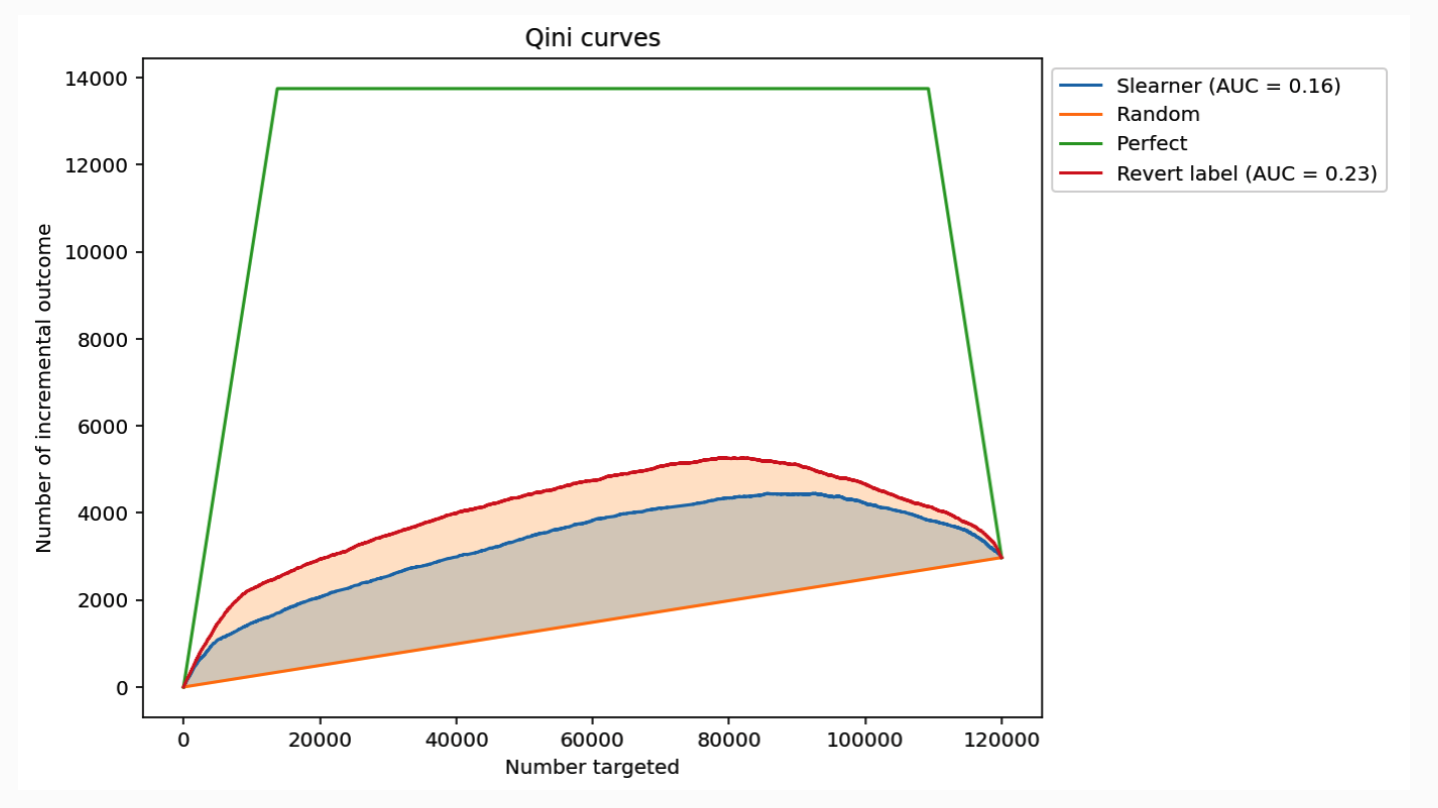 Qini curves
14000
12000
10000
8000
6000
4000
2000
0
Number of incremental outcome
0 20000 40000 60000 80000 100000 120000
Number targeted
Slearner (AUC = 0.16)
Random
Perfect
Revert label (AUC = 0.23)